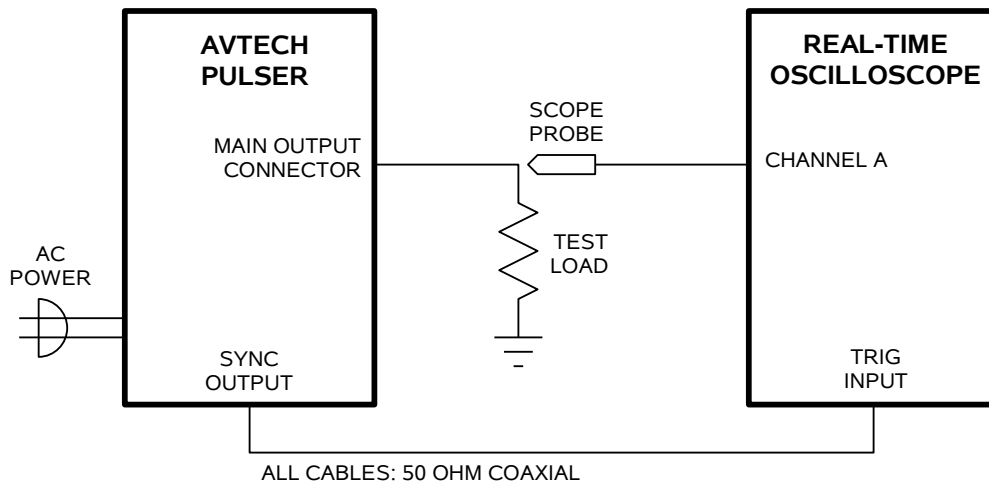 AVTECH
PULSER
MAIN OUTPUT
CONNECTOR
AC
POWER
SYNC
OUTPUT
SCOPE
PROBE
TEST
LOAD
REAL-TIME
OSCILLOSCOPE
CHANNEL A
TRIG
INPUT
ALL CABLES: 50 OHM COAXIAL